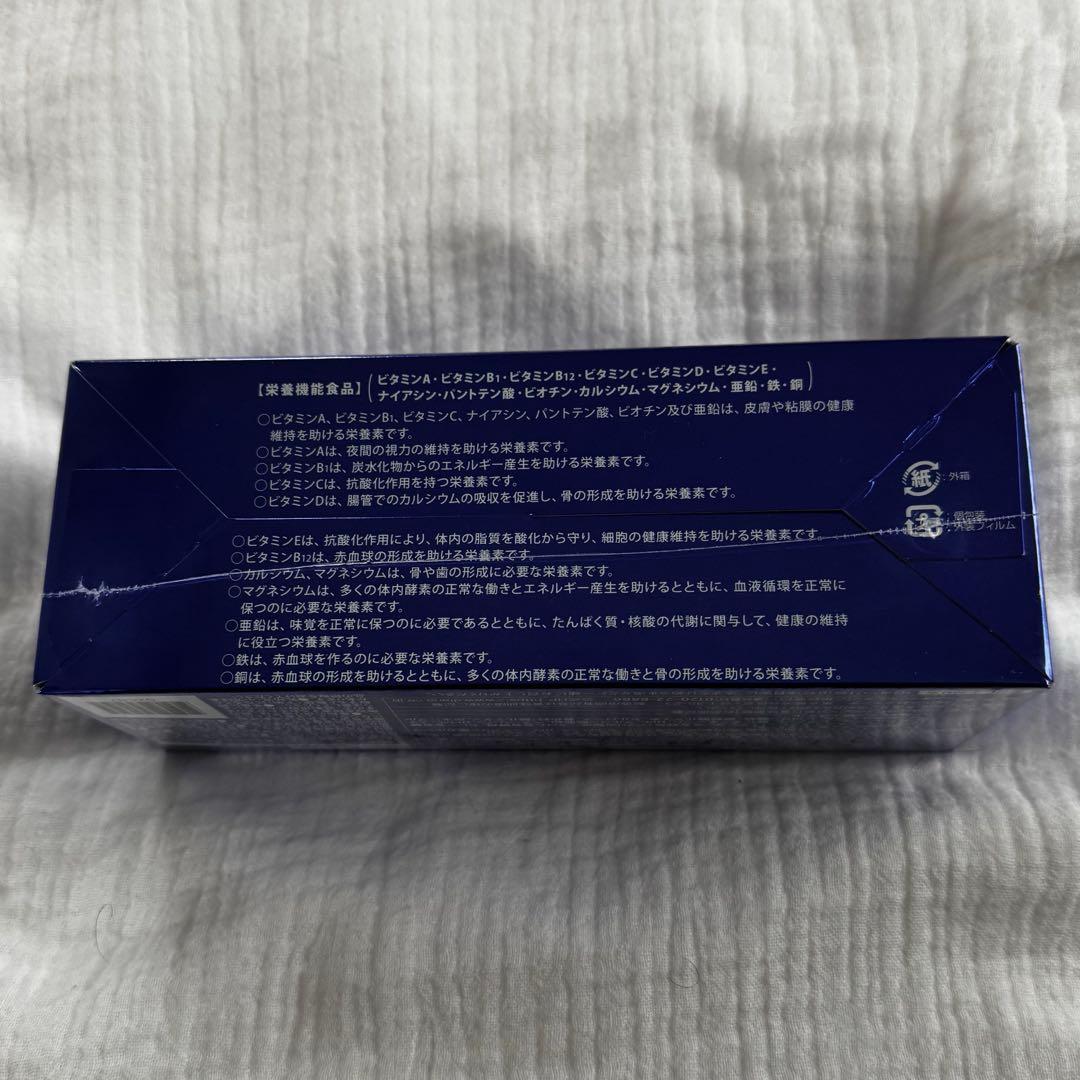 【栄養機能食品】(ビタミンA・ビタミンB1・ビタミンB12・ビタミンC・ビタミンD・ビタミンE・
ナイアシン・パントテン酸・ビオチン・カルシウム・マグネシウム・亜鉛・鉄・銅)
○ビタミンA、ビタミンB1、ビタミンC、ナイアシン、パントテン酸、ビオチン及び亜鉛は、皮膚や粘膜の健康
維持を助ける栄養素です。
○ビタミンAは、夜間の視力の維持を助ける栄養素です。
○ビタミンB1は、炭水化物からのエネルギー産生を助ける栄養素です。
○ビタミンCは、抗酸化作用を持つ栄養素です。
○ビタミンDは、腸管でのカルシウムの吸収を促進し、骨の形成を助ける栄養素です。
○ビタミンEは、抗酸化作用により、体内の脂質を酸化から守り、細胞の健康維持を助ける栄養素です。
○ビタミンB12は、赤血球の形成を助ける栄養素です。
○カルシウム、マグネシウムは、骨や歯の形成に必要な栄養素です。
○マグネシウムは、多くの体内酵素の正常な働きとエネルギー産生を助けるとともに、血液循環を正常に
保つのに必要な栄養素です。
○亜鉛は、味覚を正常に保つのに必要であるとともに、たんぱく質・核酸の代謝に関与して、健康の維持
に役立つ栄養素です。
○鉄は、赤血球を作るのに必要な栄養素です。
○銅は、赤血球の形成を助けるとともに、多くの体内酵素の正常な働きと骨の形成を助ける栄養素です。
紙:外箱
プラ:個包装
・外装フィルム